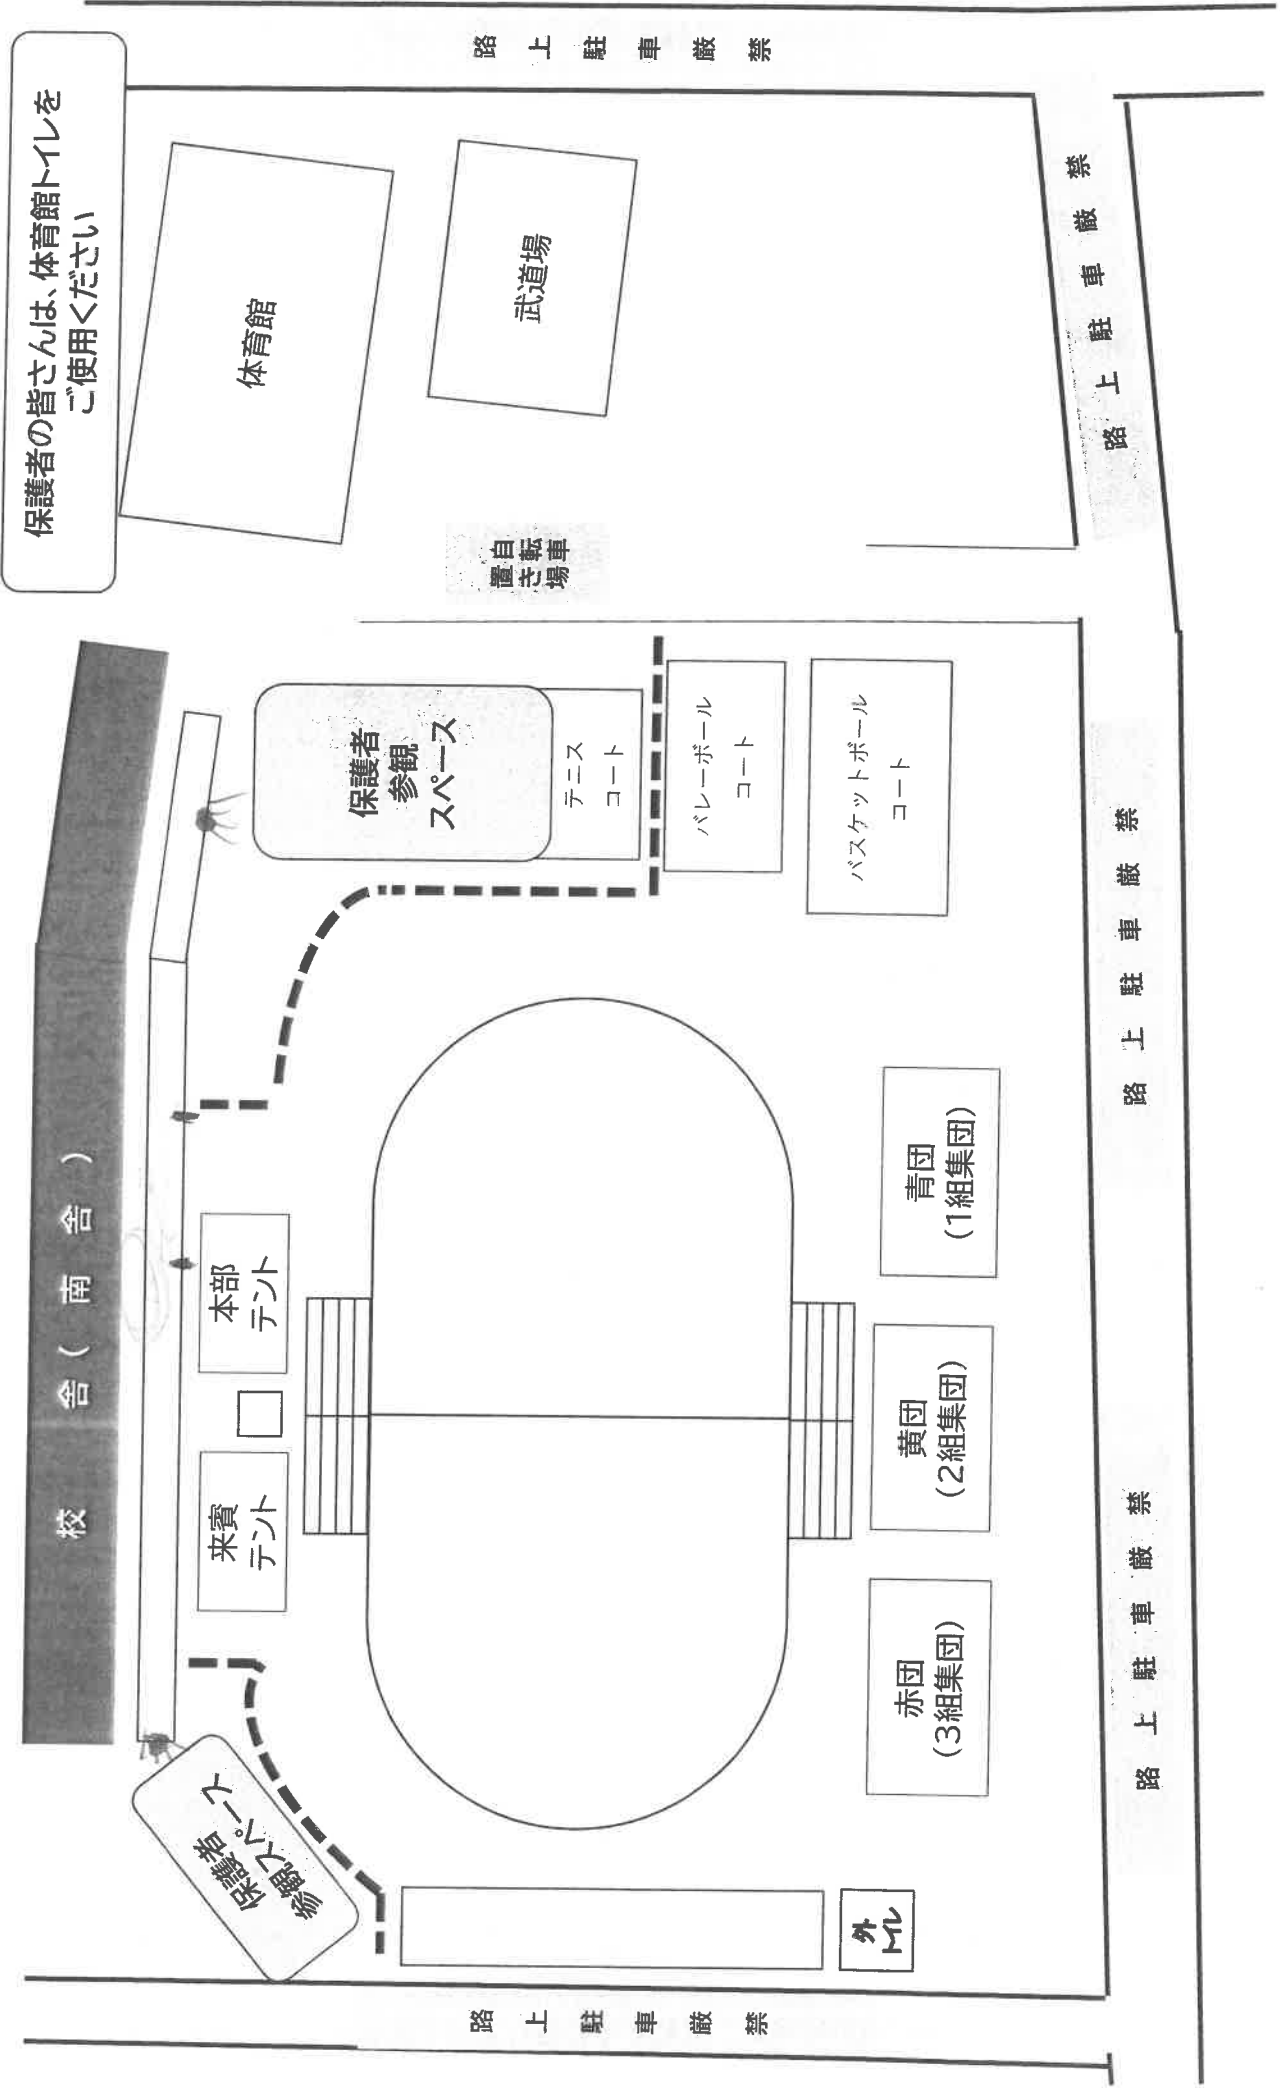 保護者の皆さんは、体育館トイレを
ご使用ください
路上駐車厳禁
体育館
武道場
自転車
置き場
校舎(南舎)
保護者
参観
スペース
テニス
コート
バレーボール
コート
バスケットボール
コート
路上駐車厳禁
本部
テント
来賓
テント
青団
(1組集団)
黄団
(2組集団)
赤団
(3組集団)
路上駐車厳禁
保護者
参観スペース
外
トイレ
路上駐車厳禁
路上駐車厳禁